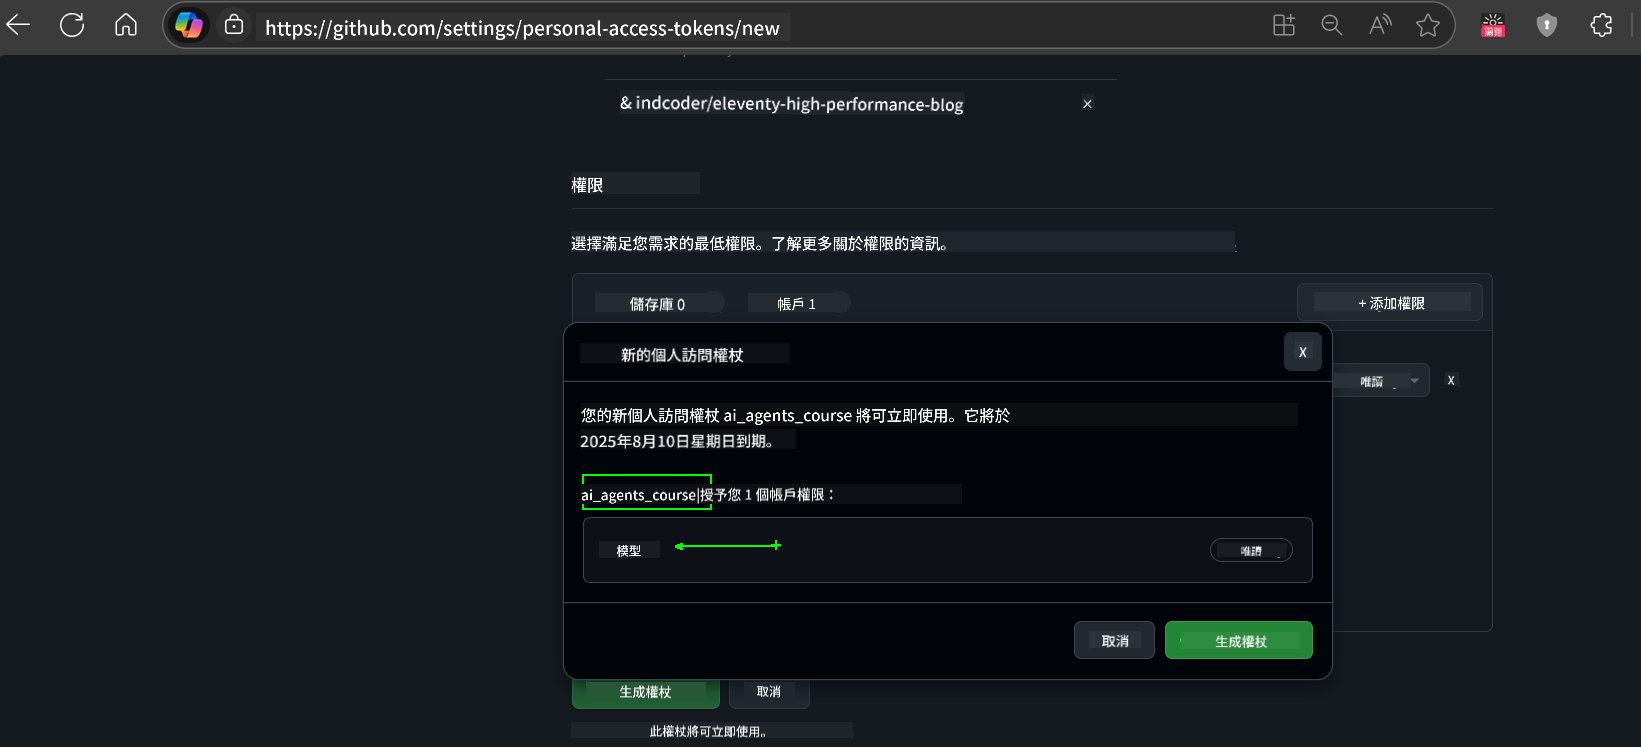 https://github.com/settings/personal-access-tokens/new
& indcoder/eleventy-high-performance-blog
x
權限
選擇滿足您需求的最低權限。了解更多關於權限的資訊。
儲存庫 0
帳戶 1
+ 添加權限
新的個人訪問權杖
X
唯讀
X
您的新個人訪問權杖 ai_agents_course 將可立即使用。它將於
2025年8月10日星期日到期。
ai_agents_course|授予您 1 個帳戶權限：
模型
唯讀
取消
生成權杖
生成權杖
取消
此權杖將可立即使用。